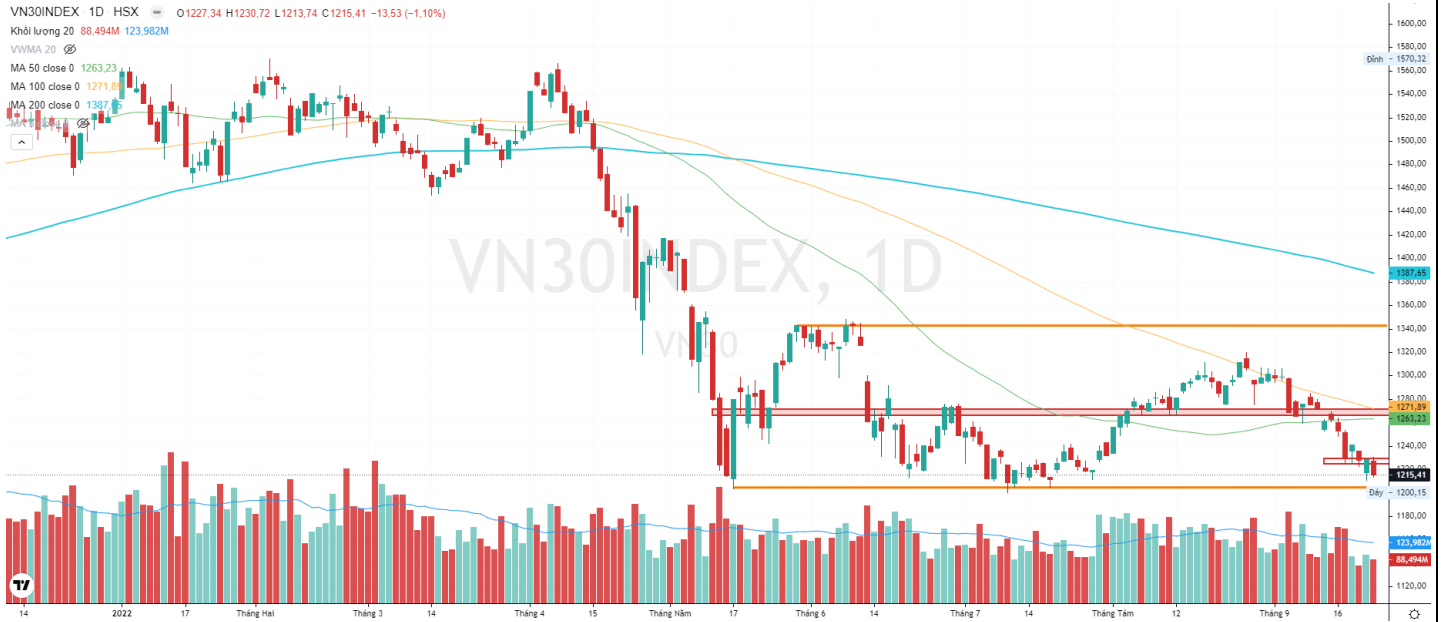 VN30INDEX · 1D · HSX O1227,34 H1230,72 L1213,74 C1215,41 −13,53 (−1,10%)
Khối lượng 20 88,494M 123,982M
VWMA 20
MA 50 close 0 1263,23
MA 100 close 0 1271,89
MA 200 close 0 1387,65
VN30INDEX, 1D
VN30
1600,00
1580,00
Đỉnh 1570,32
1560,00
1540,00
1520,00
1500,00
1480,00
1460,00
1440,00
1420,00
1400,00
1387,65
1380,00
1360,00
1340,00
1320,00
1300,00
1280,00
1271,89
1263,23
1240,00
1220,00
1215,41
Đáy 1200,15
1180,00
123,982M
88,494M
1120,00
14 2022 17 Tháng Hai Tháng 3 14 Tháng 4 15 Tháng Năm 17 Tháng 6 14 Tháng 7 14 Tháng Tám 12 Tháng 9 16